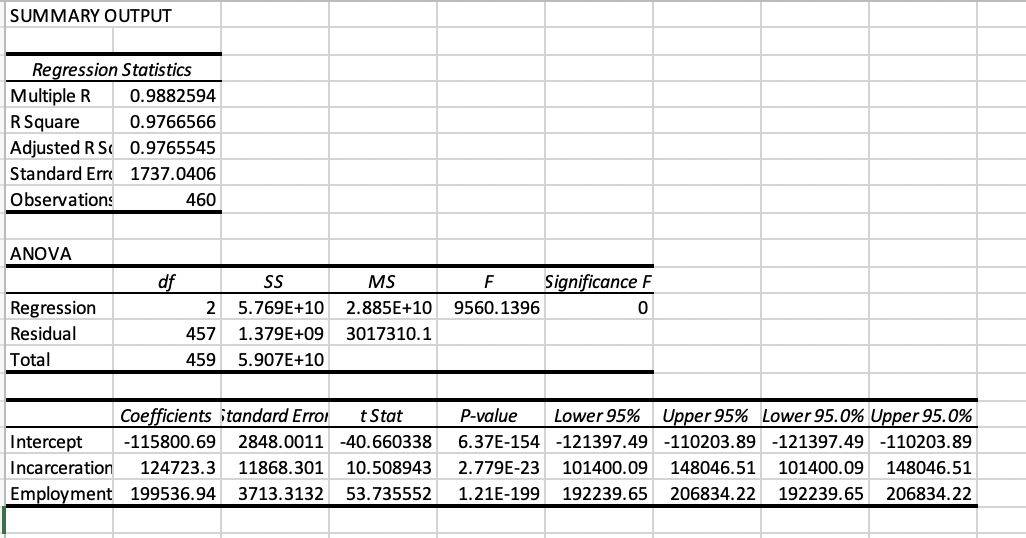 SUMMARY OUTPUT
Regression Statistics
Multiple R 0.9882594
R Square 0.9766566
Adjusted R Sq 0.9765545
Standard Erro 1737.0406
Observations 460
ANOVA
df SS MS F Significance F
Regression 2 5.769E+10 2.885E+10 9560.1396 0
Residual 457 1.379E+09 3017310.1
Total 459 5.907E+10
Coefficients Standard Error t Stat P-value Lower 95% Upper 95% Lower 95.0% Upper 95.0%
Intercept -115800.69 2848.0011 -40.660338 6.37E-154 -121397.49 -110203.89 -121397.49 -110203.89
Incarceration 124723.3 11868.301 10.508943 2.779E-23 101400.09 148046.51 101400.09 148046.51
Employment 199536.94 3713.3132 53.735552 1.21E-199 192239.65 206834.22 192239.65 206834.22